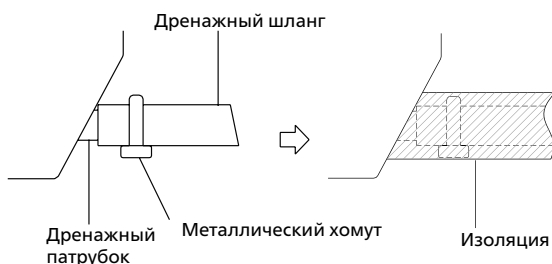 Дренажный шланг
Металлический хомут
Изоляция
Дренажный
патрубок